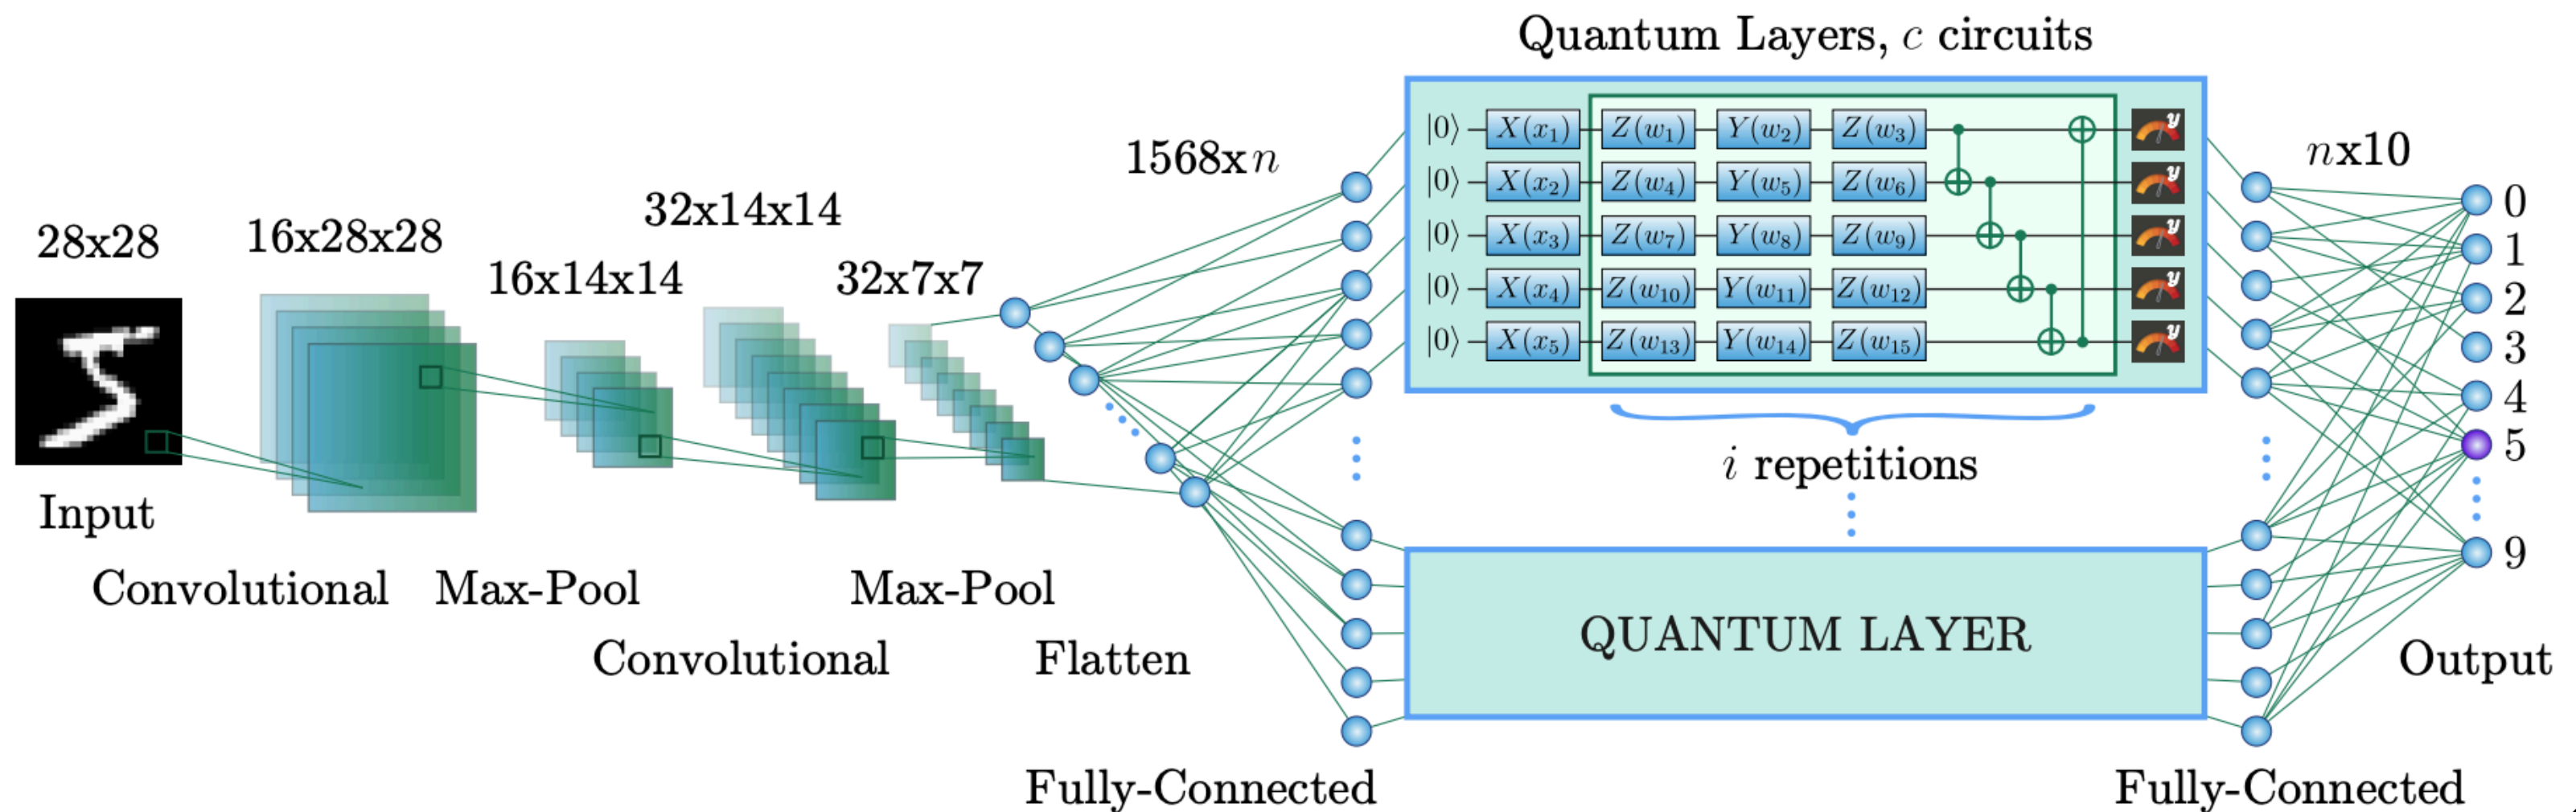 Quantum Layers, c circuits
28x28
16x28x28
16x14x14
32x14x14
32x7x7
1568xn
nx10
|0⟩ X(x₁) Z(w₁) Y(w₂) Z(w₃) y
|0⟩ X(x₂) Z(w₄) Y(w₅) Z(w₆) y
|0⟩ X(x₃) Z(w₇) Y(w₈) Z(w₉) y
|0⟩ X(x₄) Z(w₁₀) Y(w₁₁) Z(w₁₂) y
|0⟩ X(x₅) Z(w₁₃) Y(w₁₄) Z(w₁₅) y
i repetitions
QUANTUM LAYER
0
1
2
3
4
5
9
Input
Convolutional
Max-Pool
Convolutional
Max-Pool
Flatten
Fully-Connected
Fully-Connected
Output